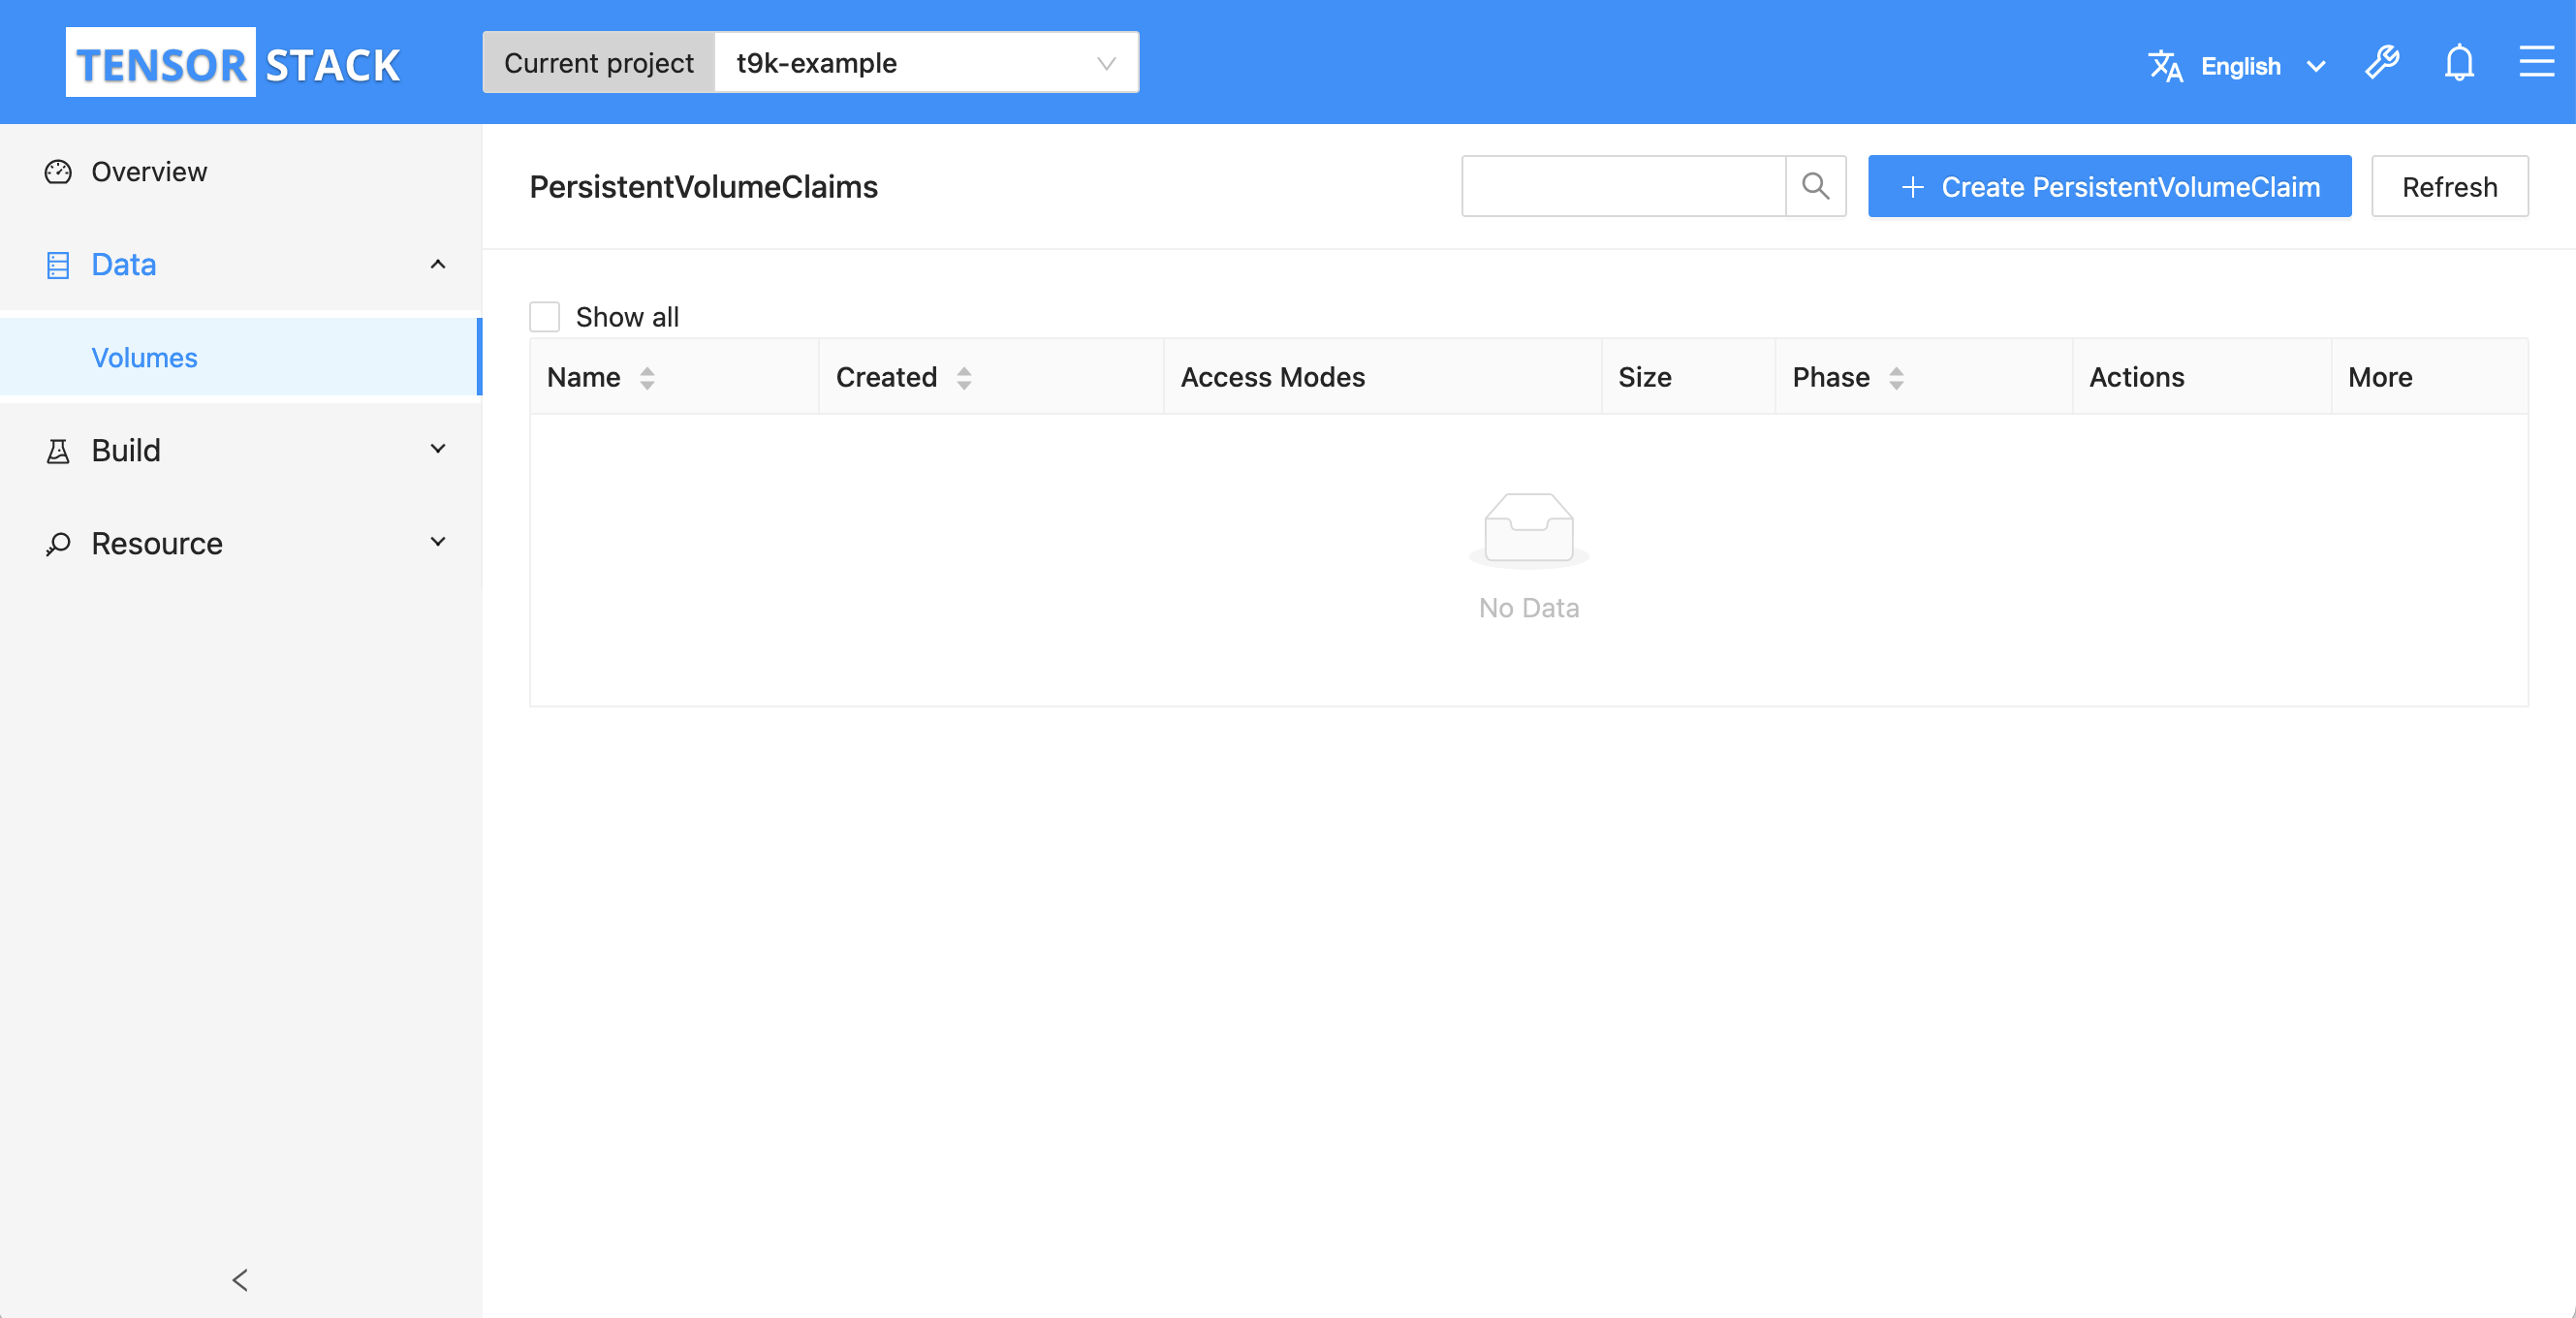 TENSOR STACK
Current project t9k-example
English
Overview
Data
Volumes
Build
Resource
PersistentVolumeClaims
Create PersistentVolumeClaim
Refresh
Show all
Name Created Access Modes Size Phase Actions More
No Data